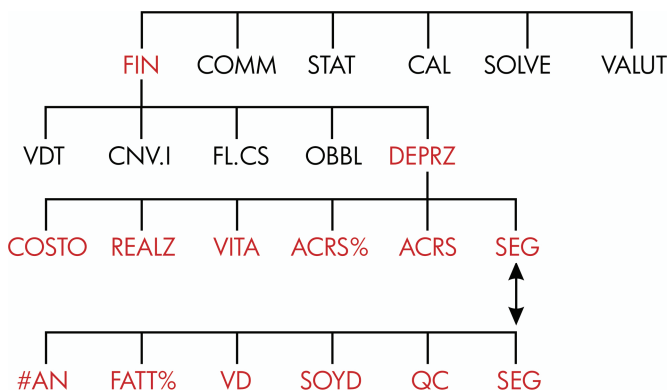 FIN COMM STAT CAL SOLVE VALUT
VDT CNV.I FL.CS OBBL DEPRZ
COSTO REALZ VITA ACRS% ACRS SEG
#AN FATT% VD SOYD QC SEG